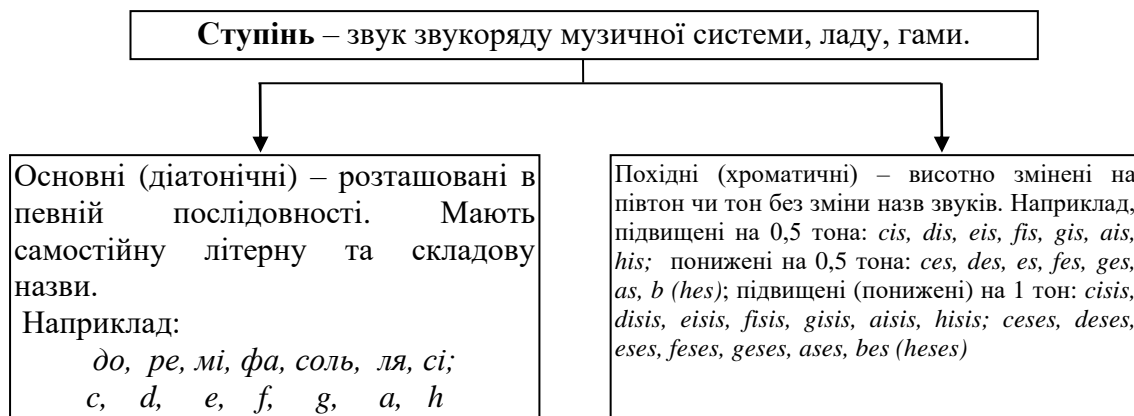 Ступінь – звук звукоряду музичної системи, ладу, гами.
Основні (діатонічні) – розташовані в
певній послідовності. Мають
самостійну літерну та складову
назви.
Наприклад:
до, ре, мі, фа, соль, ля, сі;
c, d, e, f, g, a, h
Похідні (хроматичні) – висотно змінені на
півтон чи тон без зміни назв звуків. Наприклад,
підвищені на 0,5 тона: cis, dis, eis, fis, gis, ais,
his; понижені на 0,5 тона: ces, des, es, fes, ges,
as, b (hes); підвищені (понижені) на 1 тон: cisis,
disis, eisis, fisis, gisis, aisis, hisis; ceses, deses,
eses, feses, geses, ases, bes (heses)